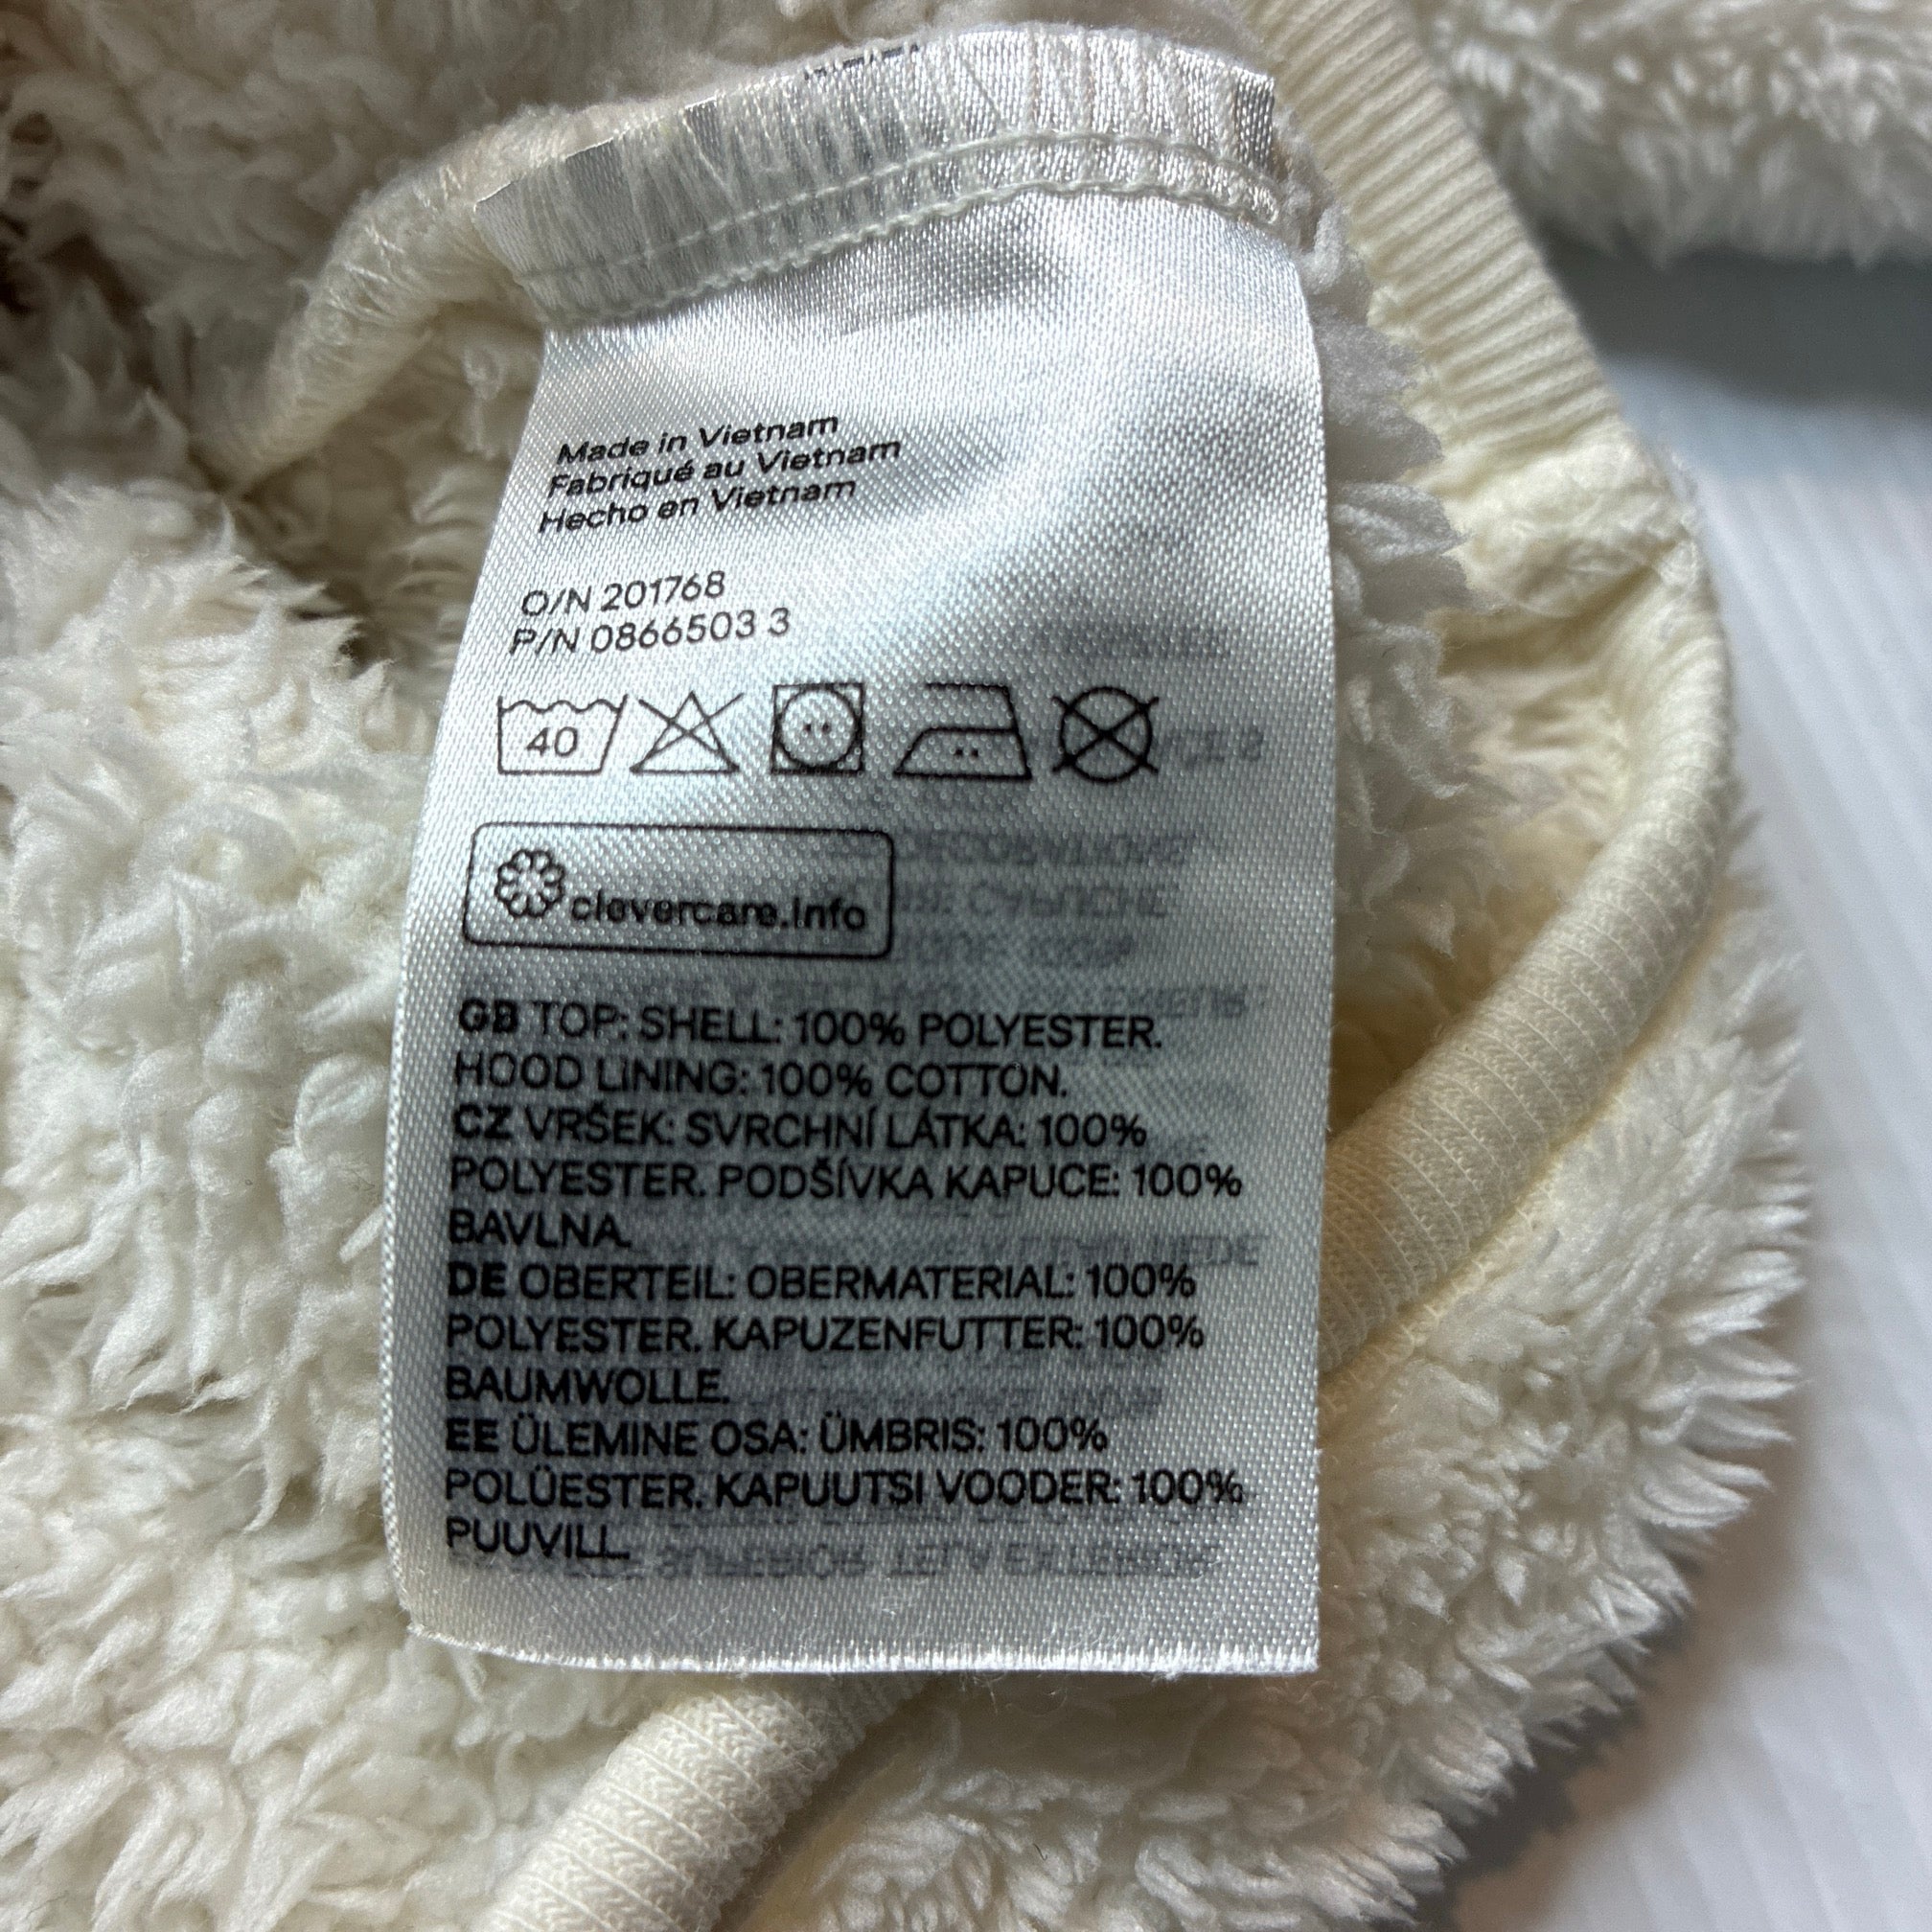 Made in Vietnam
Fabriqué au Vietnam
Hecho en Vietnam
O/N 201768
P/N 0866503 3
40
clevercare.info
GB TOP: SHELL: 100% POLYESTER.
HOOD LINING: 100% COTTON.
CZ VRŠEK: SVRCHNÍ LÁTKA: 100%
POLYESTER. PODŠÍVKA KAPUCE: 100%
BAVLNA.
DE OBERTEIL: OBERMATERIAL: 100%
POLYESTER. KAPUZENFUTTER: 100%
BAUMWOLLE.
EE ÜLEMINE OSA: ÜMBRIS: 100%
POLÜESTER. KAPUUTSI VOODER: 100%
PUUVILL.